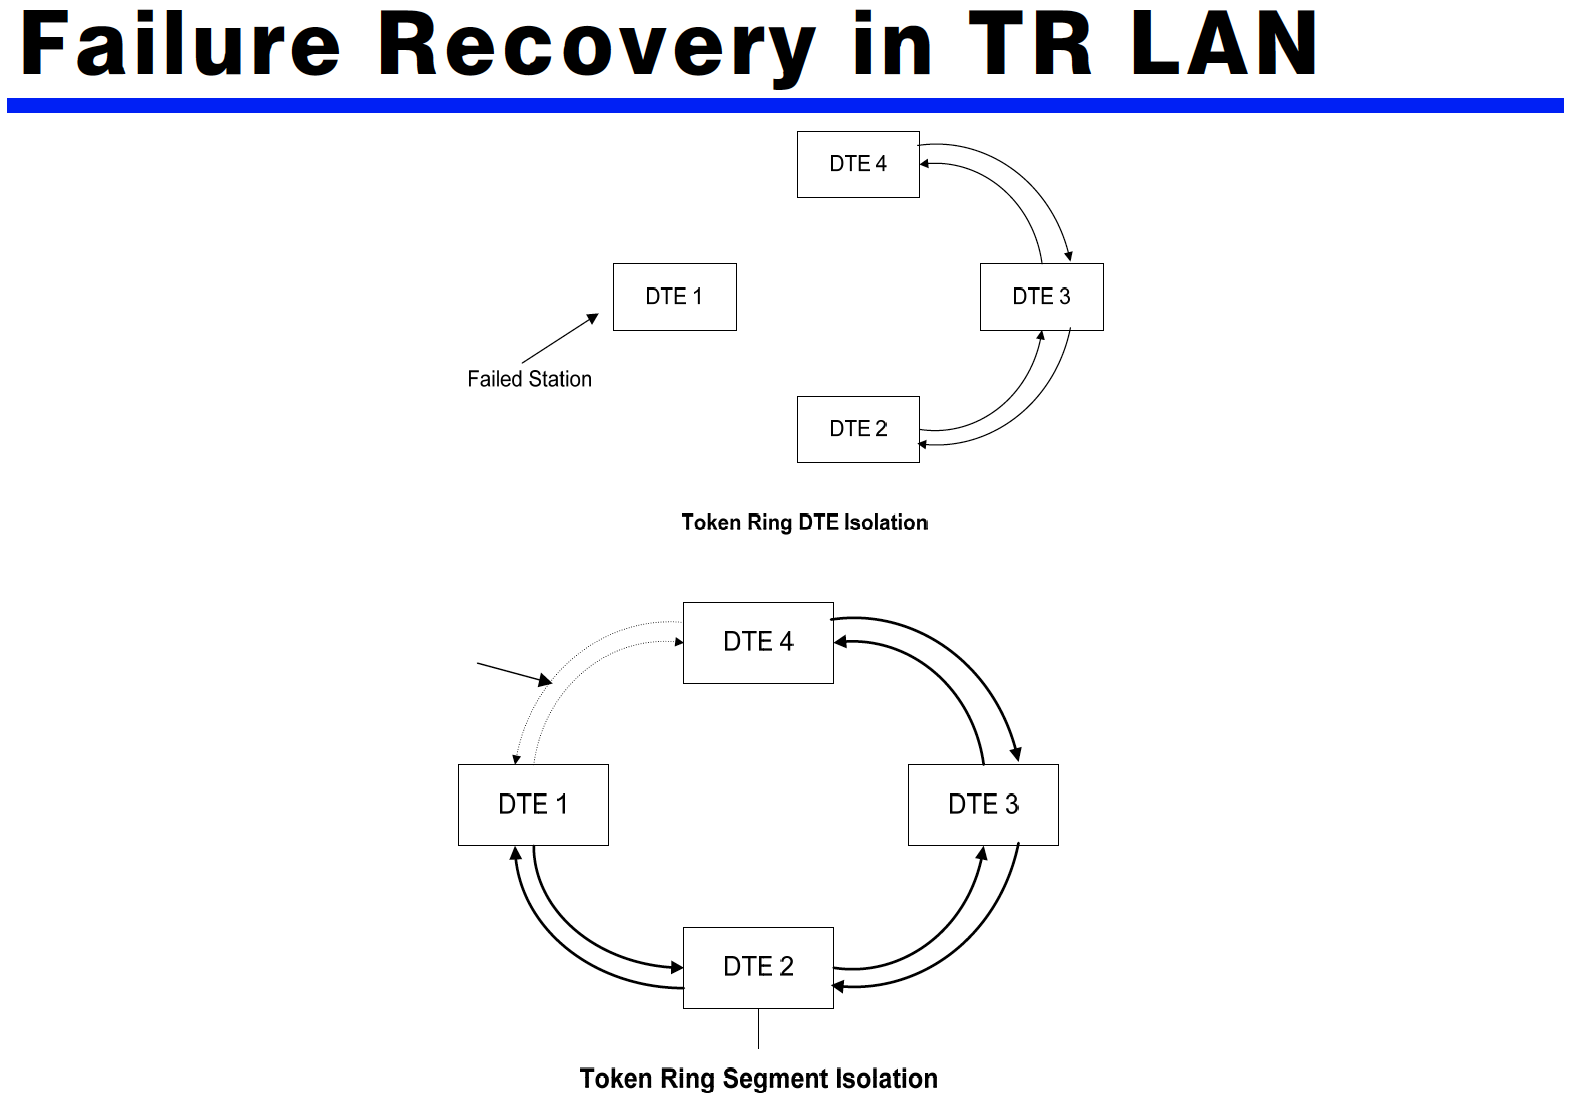 Failure Recovery in TR LAN
DTE 4
DTE 1
DTE 3
Failed Station
DTE 2
Token Ring DTE Isolation
DTE 4
DTE 1
DTE 3
DTE 2
Token Ring Segment Isolation